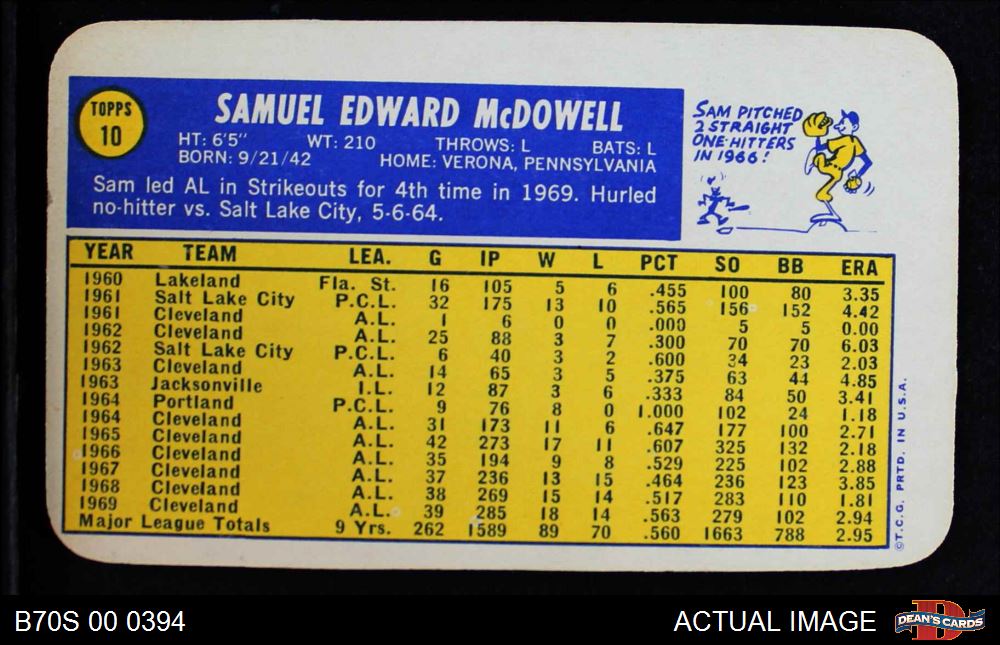 TOPPS
10
SAMUEL EDWARD McDOWELL
HT: 6'5" WT: 210 THROWS: L BATS: L
BORN: 9/21/42 HOME: VERONA, PENNSYLVANIA
Sam led AL in Strikeouts for 4th time in 1969. Hurled
no-hitter vs. Salt Lake City, 5-6-64.
SAM PITCHED
2 STRAIGHT
ONE-HITTERS
IN 1966!
YEAR TEAM LEA. G IP W L PCT SO BB ERA
1960 Lakeland Fla. St. 16 105 5 6 .455 100 80 3.35
1961 Salt Lake City P.C.L. 32 175 13 10 .565 156 152 4.42
1961 Cleveland A.L. 1 6 0 0 .000 5 5 0.00
1962 Cleveland A.L. 25 88 3 7 .300 70 70 6.03
1962 Salt Lake City P.C.L. 6 40 3 2 .600 34 23 2.03
1963 Cleveland A.L. 14 65 3 5 .375 63 44 4.85
1963 Jacksonville I.L. 12 87 3 6 .333 84 50 3.41
1964 Portland P.C.L. 9 76 8 0 1.000 102 24 1.18
1964 Cleveland A.L. 31 173 11 6 .647 177 100 2.71
1965 Cleveland A.L. 42 273 17 11 .607 325 132 2.18
1966 Cleveland A.L. 35 194 9 8 .529 225 102 2.88
1967 Cleveland A.L. 37 236 13 15 .464 236 123 3.85
1968 Cleveland A.L. 38 269 15 14 .517 283 110 1.81
1969 Cleveland A.L. 39 285 18 14 .563 279 102 2.94
Major League Totals 9 Yrs. 262 1589 89 70 .560 1663 788 2.95
©T.C.G. PRTD. IN U.S.A.
B70S 00 0394
ACTUAL IMAGE
D
DEAN'S CARDS